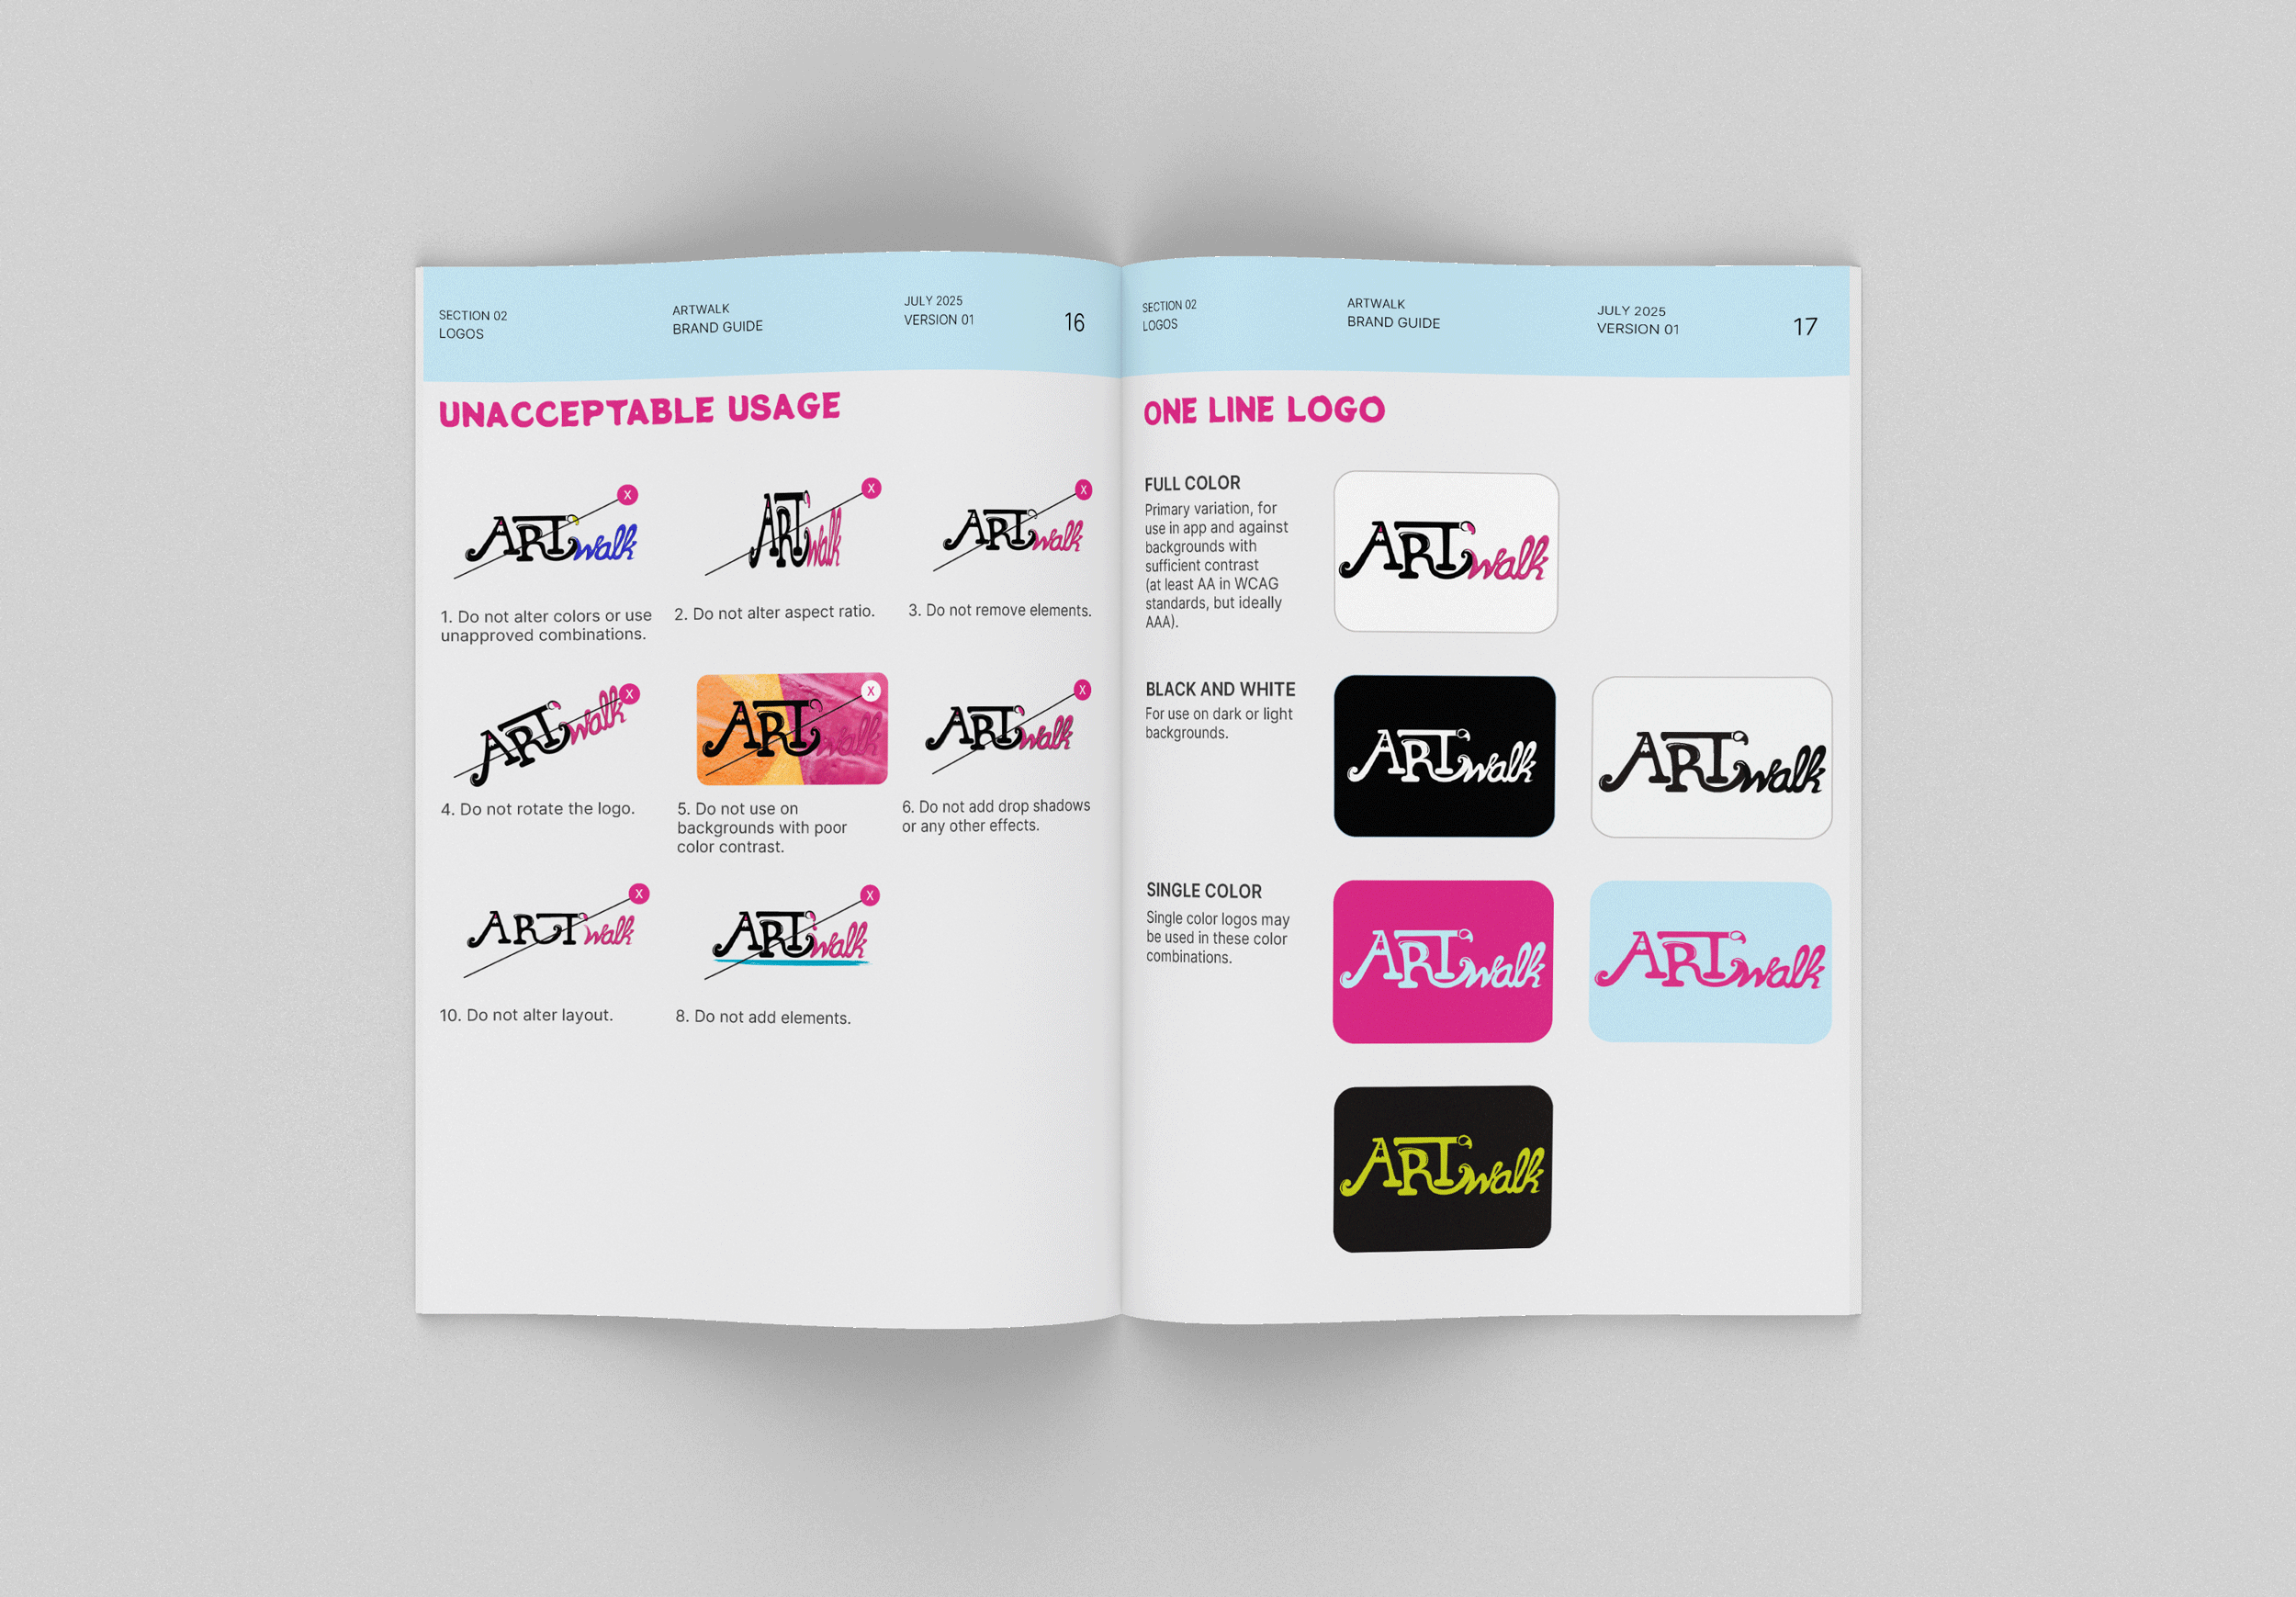 SECTION 02
LOGOS
ARTWALK
BRAND GUIDE
JULY 2025
VERSION 01
16
UNACCEPTABLE USAGE
ARTwalk
X
1. Do not alter colors or use
unapproved combinations.
ARTwalk
X
2. Do not alter aspect ratio.
ARTwalk
X
3. Do not remove elements.
ARTwalk
X
4. Do not rotate the logo.
ARTwalk
X
5. Do not use on
backgrounds with poor
color contrast.
ARTwalk
X
6. Do not add drop shadows
or any other effects.
ARTwalk
X
10. Do not alter layout.
ARTwalk
X
8. Do not add elements.
SECTION 02
LOGOS
ARTWALK
BRAND GUIDE
JULY 2025
VERSION 01
17
ONE LINE LOGO
FULL COLOR
Primary variation, for
use in app and against
backgrounds with
sufficient contrast
(at least AA in WCAG
standards, but ideally
AAA).
ARTwalk
BLACK AND WHITE
For use on dark or light
backgrounds.
ARTwalk
ARTwalk
SINGLE COLOR
Single color logos may
be used in these color
combinations.
ARTwalk
ARTwalk
ARTwalk